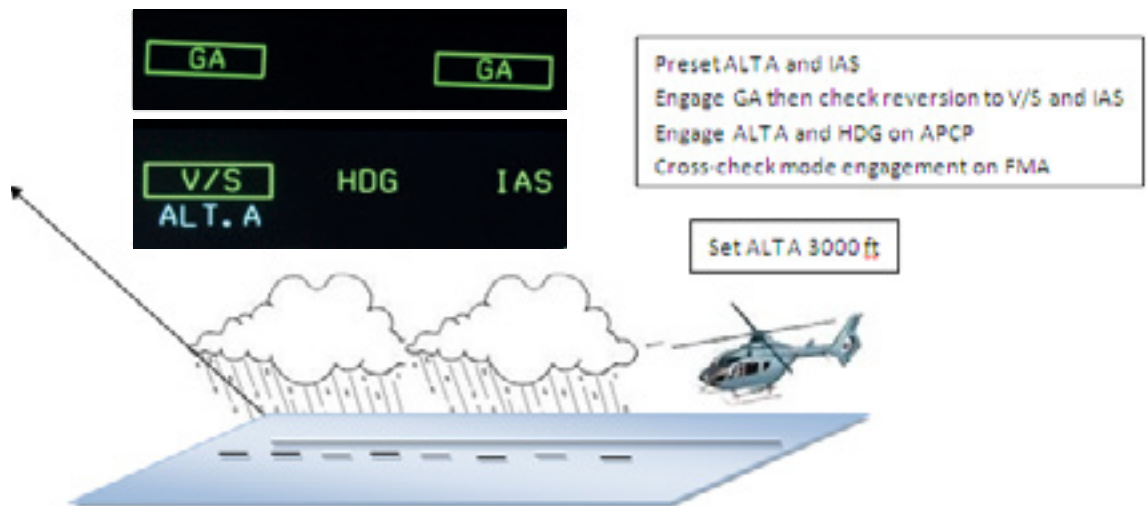 GA GA
V/S HDG IAS
ALT.A
Preset ALTA and IAS
Engage GA then check reversion to V/S and IAS
Engage ALTA and HDG on APCP
Cross-check mode engagement on FMA
Set ALTA 3000 ft